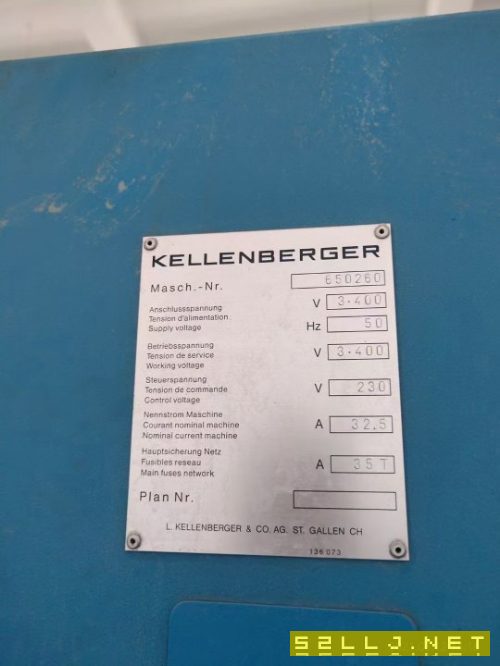 KELLENBERGER
Masch.-Nr. 650260
Anschlussspannung
Tension d'alimentation
Supply voltage
V 3·400
Hz 50
Betriebsspannung
Tension de service
Working voltage
V 3·400
Steuerspannung
Tension de commande
Control voltage
V 230
Nennstrom Maschine
Courant nominal machine
Nominal current machine
A 32,5
Hauptsicherung Netz
Fusibles reseau
Main fuses network
A 35T
Plan Nr.
L. KELLENBERGER & CO. AG. ST. GALLEN CH
136 073
52LLJ.NET